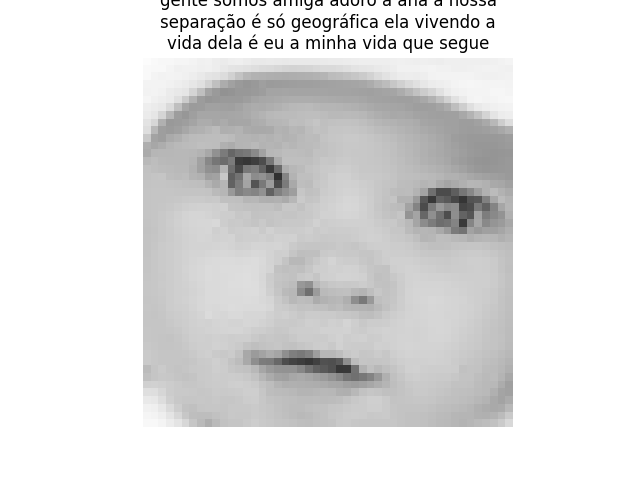 gente somos amiga adoro a ana a nossa
separação é só geográfica ela vivendo a
vida dela é eu a minha vida que segue